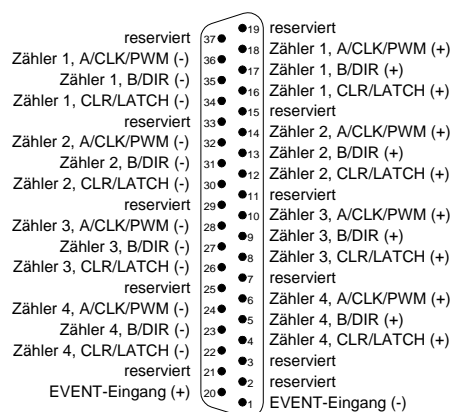 19 reserviert
reserviert 37
18 Zähler 1, A/CLK/PWM (+)
Zähler 1, A/CLK/PWM (-) 36
17 Zähler 1, B/DIR (+)
Zähler 1, B/DIR (-) 35
16 Zähler 1, CLR/LATCH (+)
Zähler 1, CLR/LATCH (-) 34
15 reserviert
reserviert 33
14 Zähler 2, A/CLK/PWM (+)
Zähler 2, A/CLK/PWM (-) 32
13 Zähler 2, B/DIR (+)
Zähler 2, B/DIR (-) 31
12 Zähler 2, CLR/LATCH (+)
Zähler 2, CLR/LATCH (-) 30
11 reserviert
reserviert 29
10 Zähler 3, A/CLK/PWM (+)
Zähler 3, A/CLK/PWM (-) 28
9 Zähler 3, B/DIR (+)
Zähler 3, B/DIR (-) 27
8 Zähler 3, CLR/LATCH (+)
Zähler 3, CLR/LATCH (-) 26
7 reserviert
reserviert 25
6 Zähler 4, A/CLK/PWM (+)
Zähler 4, A/CLK/PWM (-) 24
5 Zähler 4, B/DIR (+)
Zähler 4, B/DIR (-) 23
4 Zähler 4, CLR/LATCH (+)
Zähler 4, CLR/LATCH (-) 22
3 reserviert
reserviert 21
2 reserviert
EVENT-Eingang (+) 20
1 EVENT-Eingang (-)